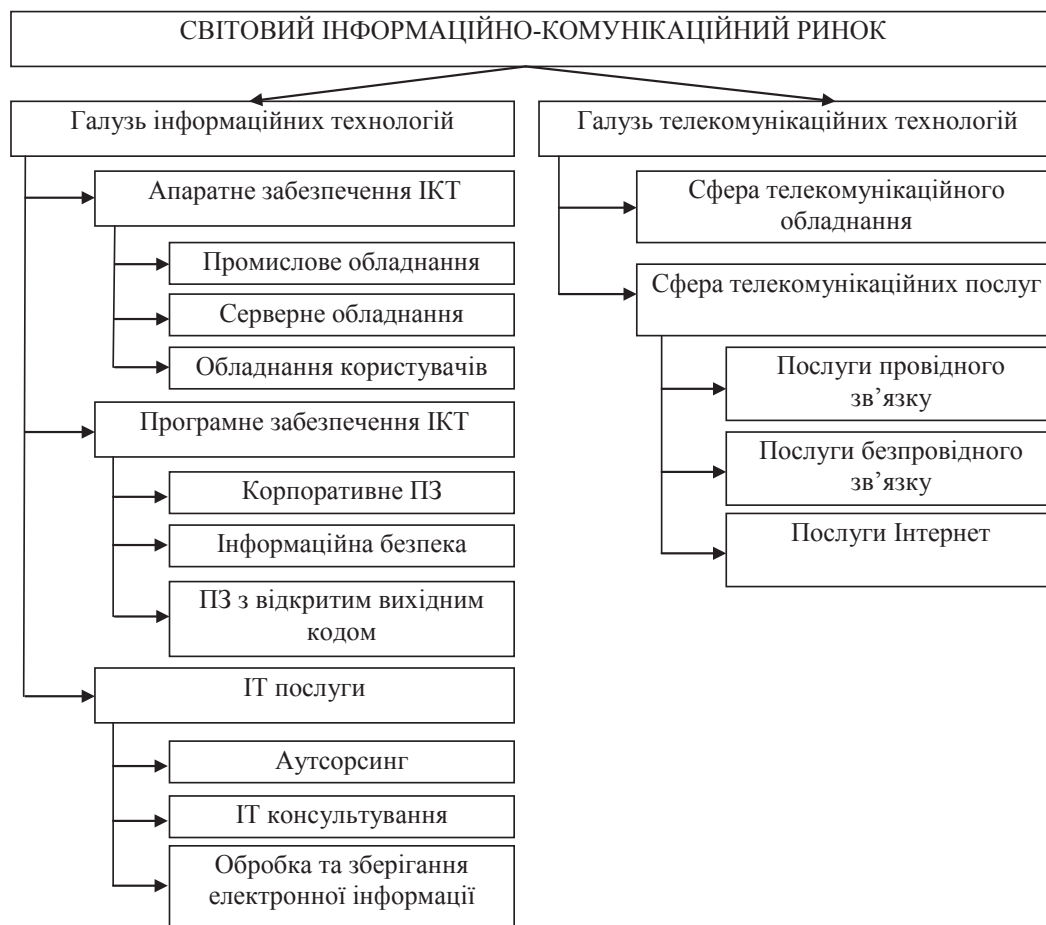 СВІТОВИЙ ІНФОРМАЦІЙНО-КОМУНІКАЦІЙНИЙ РИНОК
Галузь інформаційних технологій
Апаратне забезпечення ІКТ
Промислове обладнання
Серверне обладнання
Обладнання користувачів
Програмне забезпечення ІКТ
Корпоративне ПЗ
Інформаційна безпека
ПЗ з відкритим вихідним
кодом
ІТ послуги
Аутсорсинг
ІТ консультування
Обробка та зберігання
електронної інформації
Галузь телекомунікаційних технологій
Сфера телекомунікаційного
обладнання
Сфера телекомунікаційних послуг
Послуги провідного
зв’язку
Послуги безпровідного
зв’язку
Послуги Інтернет